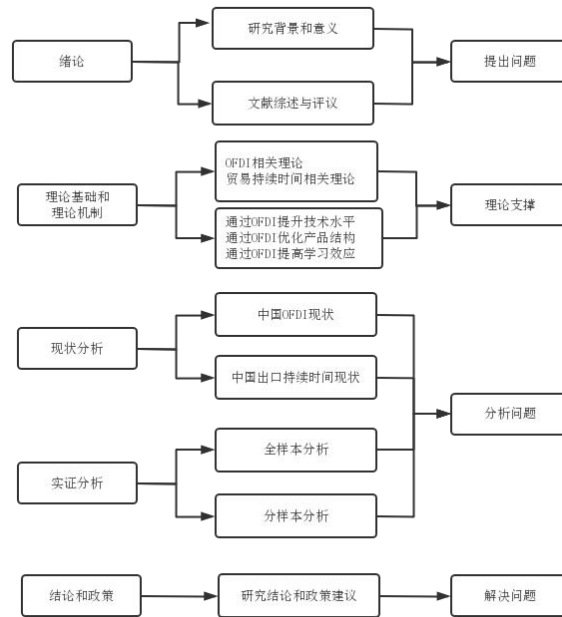 研究背景和意义
绪论
提出问题
文献综述与评议
OFDI相关理论
贸易持续时间相关理论
理论基础和
理论机制
理论支撑
通过OFDI提升技术水平
通过OFDI优化产品结构
通过OFDI提高学习效应
中国OFDI现状
现状分析
中国出口持续时间现状
分析问题
全样本分析
实证分析
分样本分析
结论和政策
研究结论和政策建议
解决问题